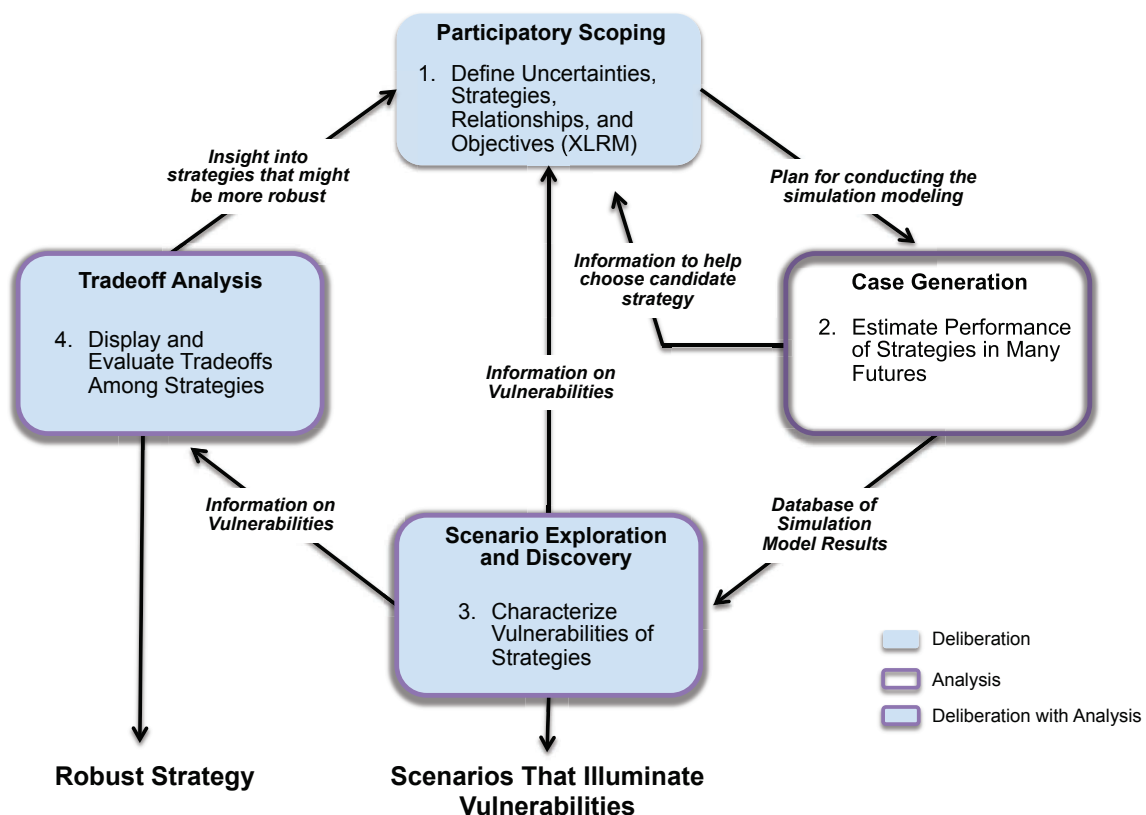 Participatory Scoping
1. Define Uncertainties,
Strategies,
Relationships, and
Objectives (XLRM)
Insight into
strategies that might
be more robust
Plan for conducting the
simulation modeling
Tradeoff Analysis
4. Display and
Evaluate Tradeoffs
Among Strategies
Information to help
choose candidate
strategy
Case Generation
2. Estimate Performance
of Strategies in Many
Futures
Information on
Vulnerabilities
Information on
Vulnerabilities
Database of
Simulation
Model Results
Scenario Exploration
and Discovery
3. Characterize
Vulnerabilities of
Strategies
Deliberation
Analysis
Deliberation with Analysis
Robust Strategy
Scenarios That Illuminate
Vulnerabilities